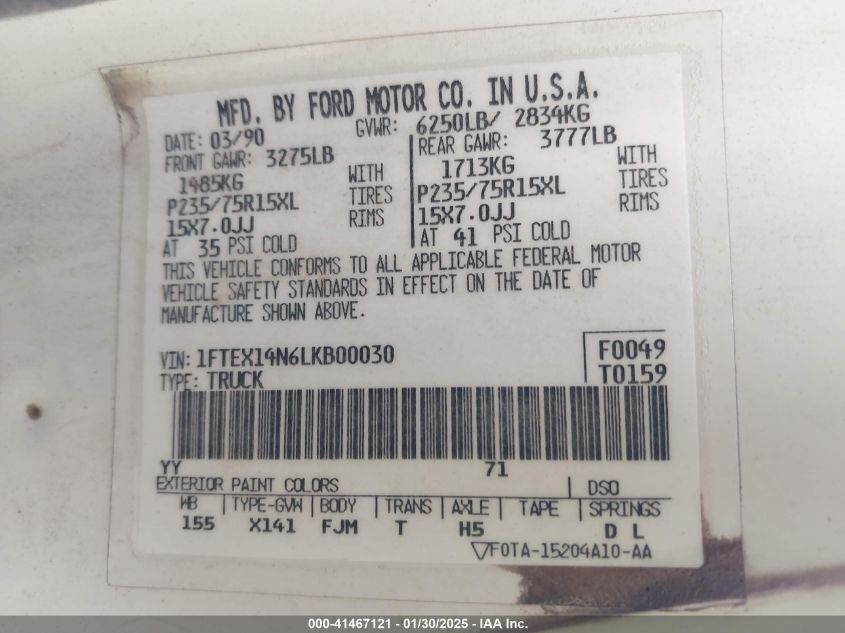 MFD. BY FORD MOTOR CO. IN U.S.A.
DATE: 03/90 GVWR: 6250LB/ 2834KG
FRONT GAWR: 3275LB REAR GAWR: 3777LB
1485KG WITH 1713KG WITH
P235/75R15XL TIRES P235/75R15XL TIRES
15X7.0JJ RIMS 15X7.0JJ RIMS
AT 35 PSI COLD AT 41 PSI COLD
THIS VEHICLE CONFORMS TO ALL APPLICABLE FEDERAL MOTOR
VEHICLE SAFETY STANDARDS IN EFFECT ON THE DATE OF
MANUFACTURE SHOWN ABOVE.
VIN: 1FTEX14N6LKB00030 F0049
TYPE: TRUCK T0159
YY 71
EXTERIOR PAINT COLORS DSO
WB TYPE-GVW BODY TRANS AXLE TAPE SPRINGS
155 X141 FJM T H5 D L
▽F0TA-15204A10-AA
000-41467121 - 01/30/2025 - IAA Inc.